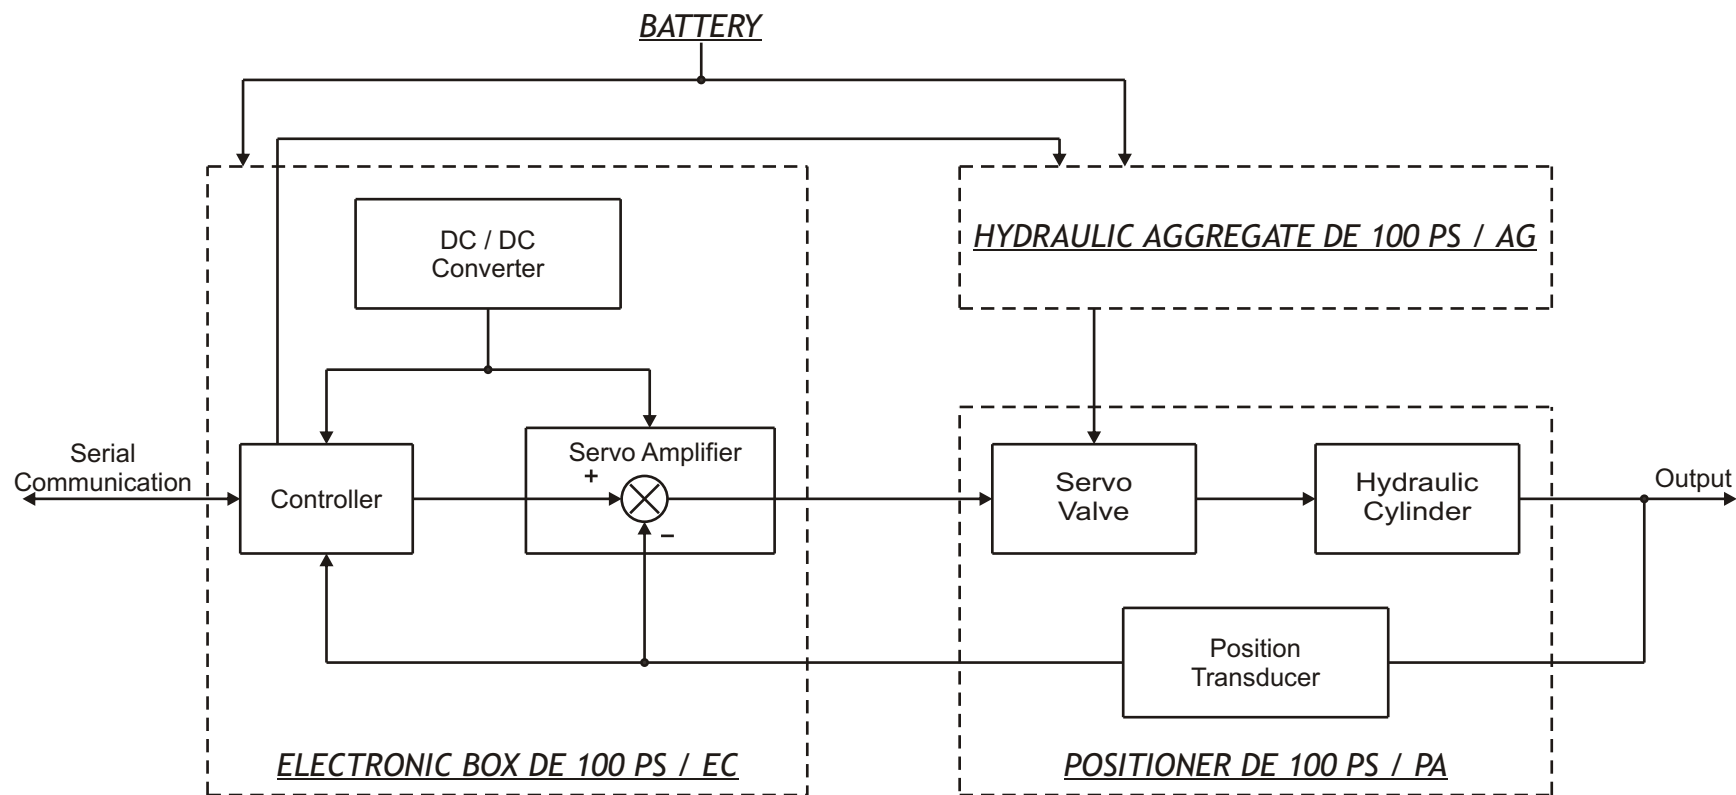 BATTERY
DC / DC
Converter
HYDRAULIC AGGREGATE DE 100 PS / AG
Serial
Communication
Controller
Servo Amplifier
+
−
Servo
Valve
Hydraulic
Cylinder
Output
Position
Transducer
ELECTRONIC BOX DE 100 PS / EC
POSITIONER DE 100 PS / PA